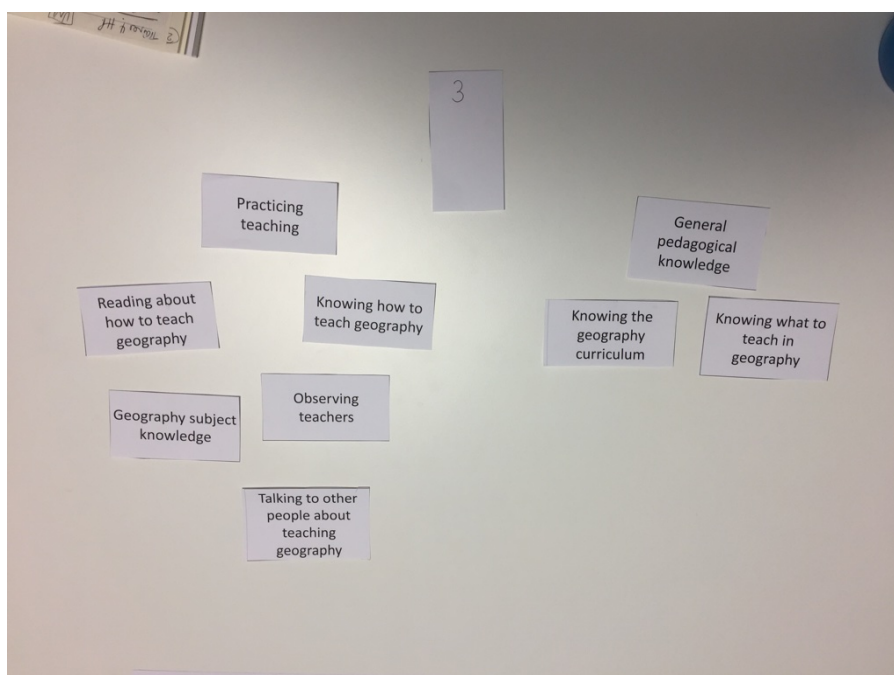 3
Practicing
teaching
General
pedagogical
knowledge
Reading about
how to teach
geography
Knowing how to
teach geography
Knowing the
geography
curriculum
Knowing what to
teach in
geography
Geography subject
knowledge
Observing
teachers
Talking to other
people about
teaching
geography